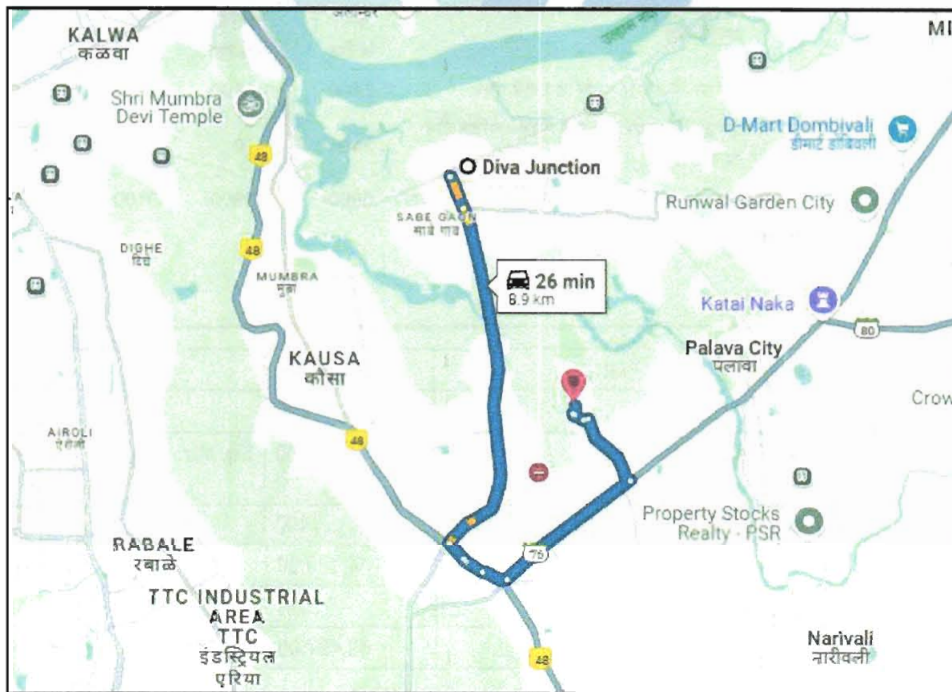 KALWA
कळवा
Shri Mumbra
Devi Temple
48
Diva Junction
D-Mart Dombivali
डीमार्ट डोंबिवली
Runwal Garden City
SABE GAON
साबे गाव
DIGHE
दिघे
48
MUMBRA
मुंब्रा
26 min
8.9 km
Katai Naka
80
Palava City
पलावा
KAUSA
कौसा
Crow
AIROLI
ऐरोली
48
Property Stocks
Realty - PSR
76
RABALE
रबाळे
TTC INDUSTRIAL
AREA
TTC
इंडस्ट्रियल
एरिया
48
Narivali
नारीवली